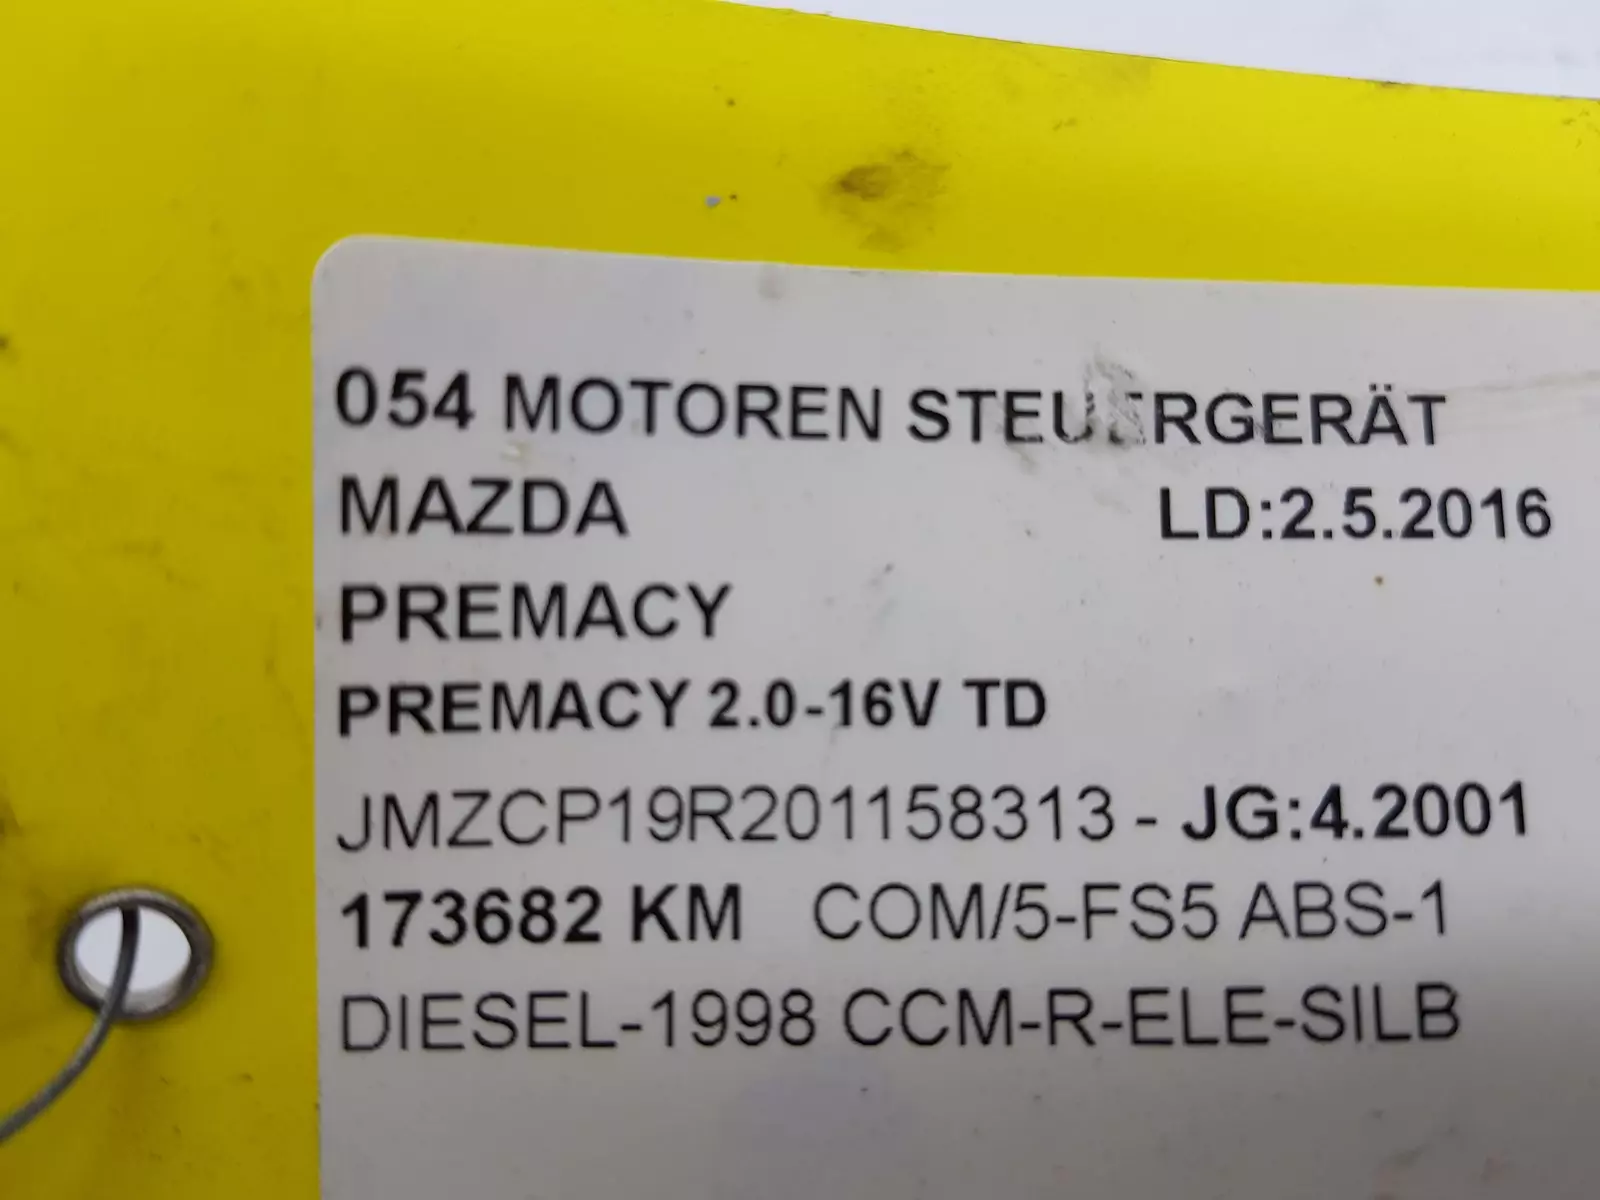 054 MOTOREN STEUERGERÄT
MAZDA LD:2.5.2016
PREMACY
PREMACY 2.0-16V TD
JMZCP19R201158313 - JG:4.2001
173682 KM COM/5-FS5 ABS-1
DIESEL-1998 CCM-R-ELE-SILB